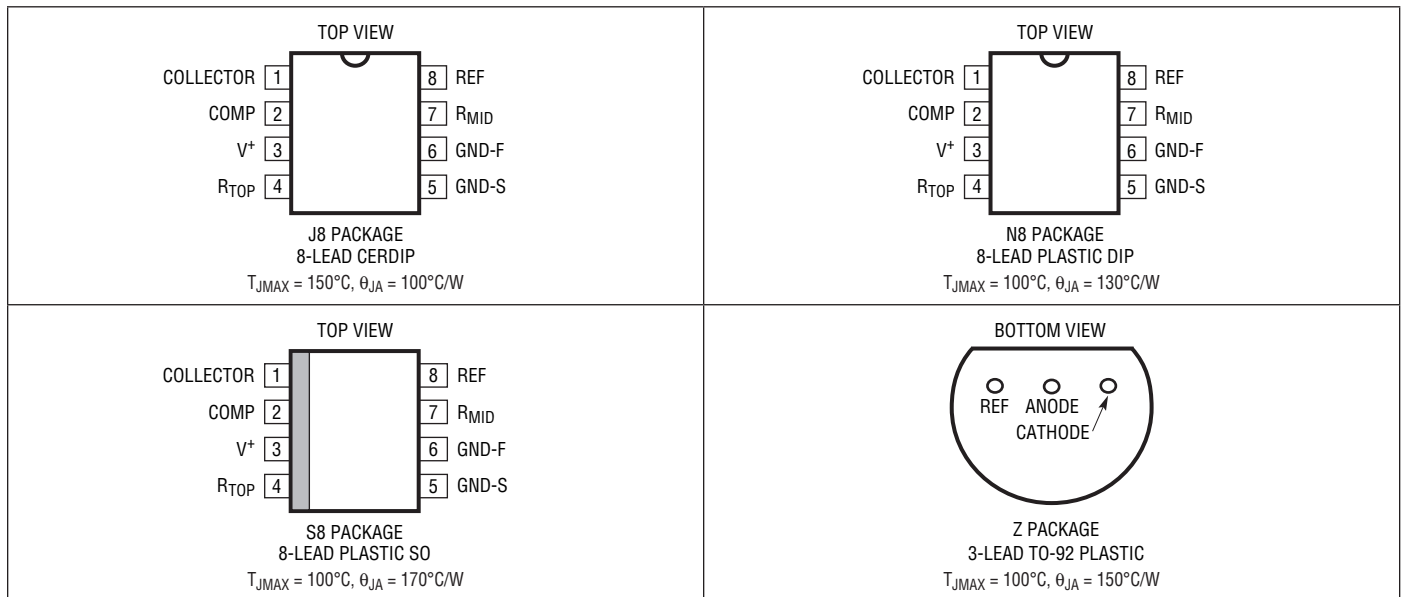 TOP VIEW
COLLECTOR 1 8 REF
COMP 2 7 RMID
V+ 3 6 GND-F
RTOP 4 5 GND-S
J8 PACKAGE
8-LEAD CERDIP
TJMAX = 150°C, θJA = 100°C/W
TOP VIEW
COLLECTOR 1 8 REF
COMP 2 7 RMID
V+ 3 6 GND-F
RTOP 4 5 GND-S
N8 PACKAGE
8-LEAD PLASTIC DIP
TJMAX = 100°C, θJA = 130°C/W
TOP VIEW
COLLECTOR 1 8 REF
COMP 2 7 RMID
V+ 3 6 GND-F
RTOP 4 5 GND-S
S8 PACKAGE
8-LEAD PLASTIC SO
TJMAX = 100°C, θJA = 170°C/W
BOTTOM VIEW
REF ANODE
CATHODE
Z PACKAGE
3-LEAD TO-92 PLASTIC
TJMAX = 100°C, θJA = 150°C/W